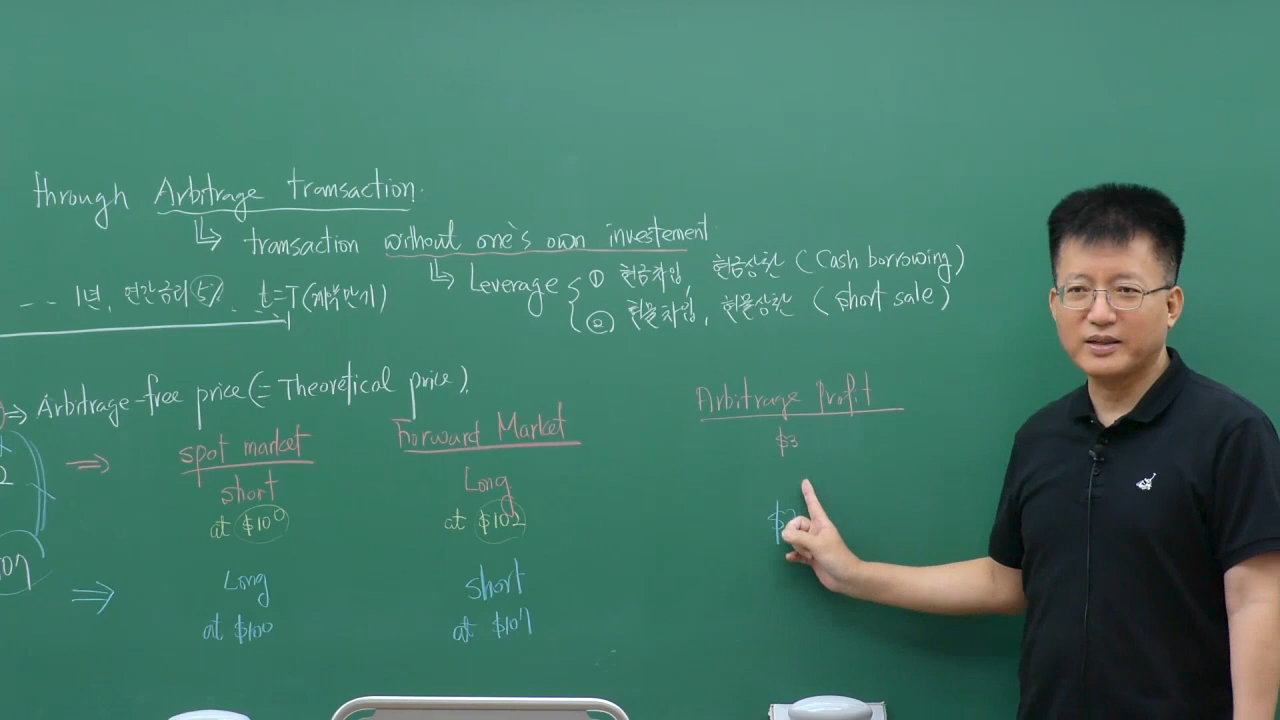 through Arbitrage transaction.
↳ transaction without one's own investement
↳ Leverage ① 현금차입, 현금상환 (Cash borrowing)
② 현물차입, 현물상환 (short sale)
-- 1년, 연간금리 5% t=T(계약만기)
⇒ Arbitrage-free price (= Theoretical price).
⇒ spot market Forward Market Arbitrage Profit
short Long $3
at $100 at $102
07 ⇒ Long short
at $100 at $107